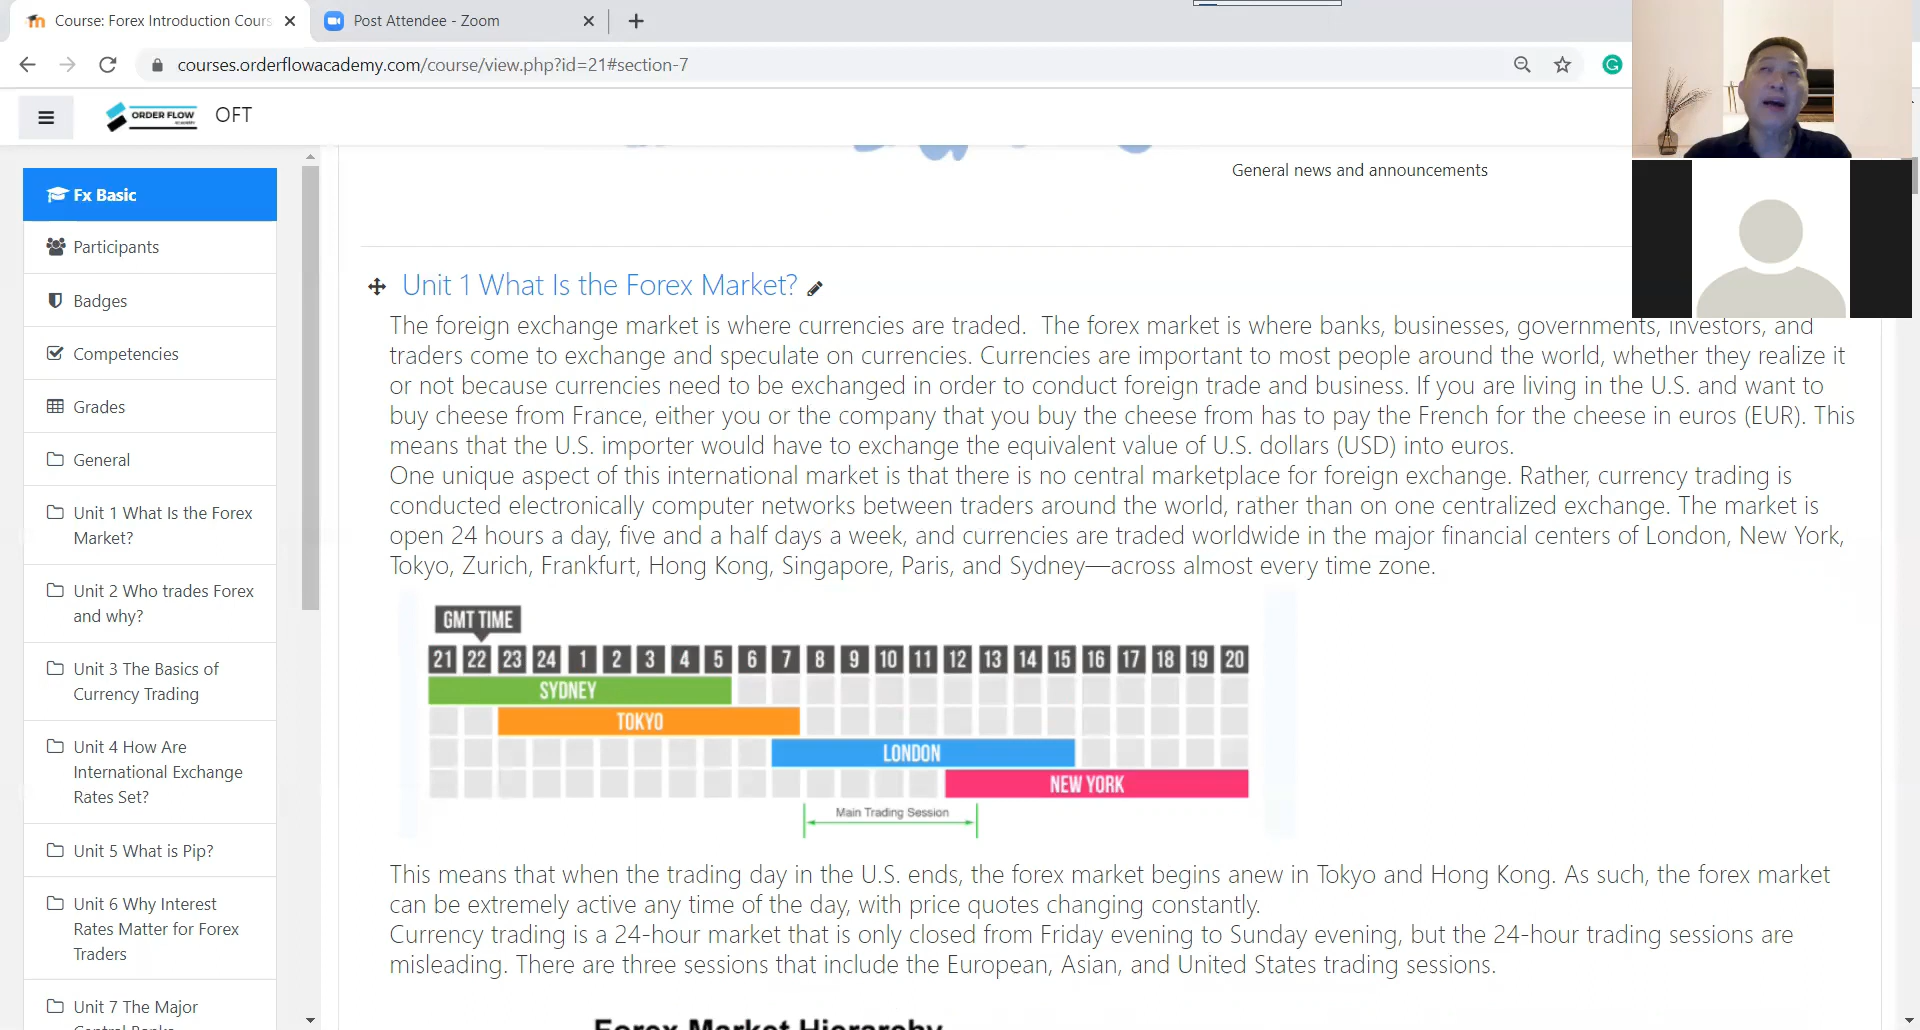 Course: Forex Introduction Cours
Post Attendee - Zoom
courses.orderflowacademy.com/course/view.php?id=21#section-7
ORDER FLOW
ACADEMY
OFT
Fx Basic
Participants
Badges
Competencies
Grades
General
Unit 1 What Is the Forex
Market?
Unit 2 Who trades Forex
and why?
Unit 3 The Basics of
Currency Trading
Unit 4 How Are
International Exchange
Rates Set?
Unit 5 What is Pip?
Unit 6 Why Interest
Rates Matter for Forex
Traders
Unit 7 The Major
Central Banks
General news and announcements
Unit 1 What Is the Forex Market?
The foreign exchange market is where currencies are traded.  The forex market is where banks, businesses, governments, investors, and
traders come to exchange and speculate on currencies. Currencies are important to most people around the world, whether they realize it
or not because currencies need to be exchanged in order to conduct foreign trade and business. If you are living in the U.S. and want to
buy cheese from France, either you or the company that you buy the cheese from has to pay the French for the cheese in euros (EUR). This
means that the U.S. importer would have to exchange the equivalent value of U.S. dollars (USD) into euros.
One unique aspect of this international market is that there is no central marketplace for foreign exchange. Rather, currency trading is
conducted electronically computer networks between traders around the world, rather than on one centralized exchange. The market is
open 24 hours a day, five and a half days a week, and currencies are traded worldwide in the major financial centers of London, New York,
Tokyo, Zurich, Frankfurt, Hong Kong, Singapore, Paris, and Sydney—across almost every time zone.
GMT TIME
21 22 23 24 1 2 3 4 5 6 7 8 9 10 11 12 13 14 15 16 17 18 19 20
SYDNEY
TOKYO
LONDON
NEW YORK
Main Trading Session
This means that when the trading day in the U.S. ends, the forex market begins anew in Tokyo and Hong Kong. As such, the forex market
can be extremely active any time of the day, with price quotes changing constantly.
Currency trading is a 24-hour market that is only closed from Friday evening to Sunday evening, but the 24-hour trading sessions are
misleading. There are three sessions that include the European, Asian, and United States trading sessions.
Forex Market Hierarchy